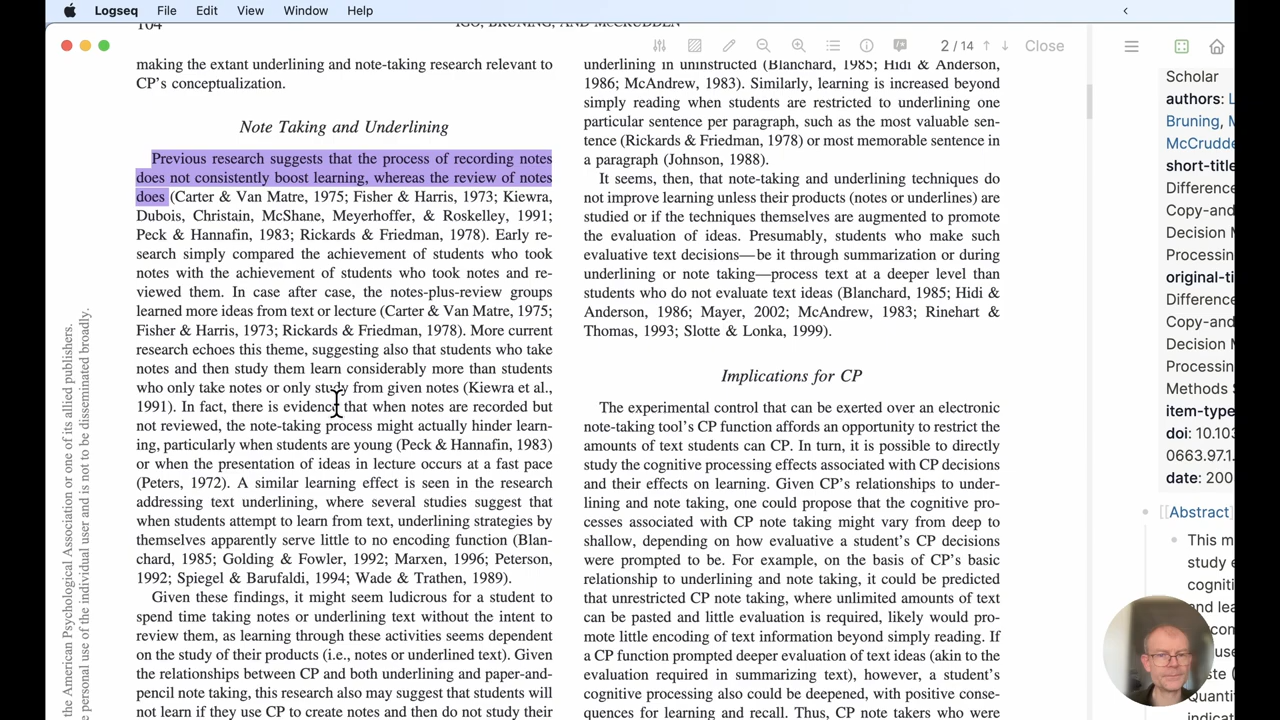 Logseq File Edit View Window Help
104
IGO, BRUNING, AND McCRUDDEN
2 / 14 Close
making the extant underlining and note-taking research relevant to
CP's conceptualization.
Note Taking and Underlining
Previous research suggests that the process of recording notes
does not consistently boost learning, whereas the review of notes
does (Carter & Van Matre, 1975; Fisher & Harris, 1973; Kiewra,
Dubois, Christain, McShane, Meyerhoffer, & Roskelley, 1991;
Peck & Hannafin, 1983; Rickards & Friedman, 1978). Early re-
search simply compared the achievement of students who took
notes with the achievement of students who took notes and re-
viewed them. In case after case, the notes-plus-review groups
learned more ideas from text or lecture (Carter & Van Matre, 1975;
Fisher & Harris, 1973; Rickards & Friedman, 1978). More current
research echoes this theme, suggesting also that students who take
notes and then study them learn considerably more than students
who only take notes or only study from given notes (Kiewra et al.,
1991). In fact, there is evidence that when notes are recorded but
not reviewed, the note-taking process might actually hinder learn-
ing, particularly when students are young (Peck & Hannafin, 1983)
or when the presentation of ideas in lecture occurs at a fast pace
(Peters, 1972). A similar learning effect is seen in the research
addressing text underlining, where several studies suggest that
when students attempt to learn from text, underlining strategies by
themselves apparently serve little to no encoding function (Blan-
chard, 1985; Golding & Fowler, 1992; Marxen, 1996; Peterson,
1992; Spiegel & Barufaldi, 1994; Wade & Trathen, 1989).
Given these findings, it might seem ludicrous for a student to
spend time taking notes or underlining text without the intent to
review them, as learning through these activities seems dependent
on the study of their products (i.e., notes or underlined text). Given
the relationships between CP and both underlining and paper-and-
pencil note taking, this research also may suggest that students will
not learn if they use CP to create notes and then do not study their
underlining in uninstructed (Blanchard, 1985; Hidi & Anderson,
1986; McAndrew, 1983). Similarly, learning is increased beyond
simply reading when students are restricted to underlining one
particular sentence per paragraph, such as the most valuable sen-
tence (Rickards & Friedman, 1978) or most memorable sentence in
a paragraph (Johnson, 1988).
It seems, then, that note-taking and underlining techniques do
not improve learning unless their products (notes or underlines) are
studied or if the techniques themselves are augmented to promote
the evaluation of ideas. Presumably, students who make such
evaluative text decisions—be it through summarization or during
underlining or note taking—process text at a deeper level than
students who do not evaluate text ideas (Blanchard, 1985; Hidi &
Anderson, 1986; Mayer, 2002; McAndrew, 1983; Rinehart &
Thomas, 1993; Slotte & Lonka, 1999).
Implications for CP
The experimental control that can be exerted over an electronic
note-taking tool's CP function affords an opportunity to restrict the
amounts of text students can CP. In turn, it is possible to directly
study the cognitive processing effects associated with CP decisions
and their effects on learning. Given CP's relationships to under-
lining and note taking, one could propose that the cognitive pro-
cesses associated with CP note taking might vary from deep to
shallow, depending on how evaluative a student's CP decisions
were prompted to be. For example, on the basis of CP's basic
relationship to underlining and note taking, it could be predicted
that unrestricted CP note taking, where unlimited amounts of text
can be pasted and little evaluation is required, likely would pro-
mote little encoding of text information beyond simply reading. If
a CP function prompted deeper evaluation of text ideas (akin to the
evaluation required in summarizing text), however, a student's
cognitive processing also could be deepened, with positive conse-
quences for learning and recall. Thus, CP note takers who were
the American Psychological Association or one of its allied publishers.
personal use of the individual user and is not to be disseminated broadly.
Scholar
authors:
Bruning,
McCrudde
short-title
Difference
Copy-and
Decision
Processing
original-ti
Difference
Copy-and
Decision
Processing
Methods
item-type
doi: 10.103
0663.97.1.
date: 200
[[Abstract]
This m
study
cogniti
and lea